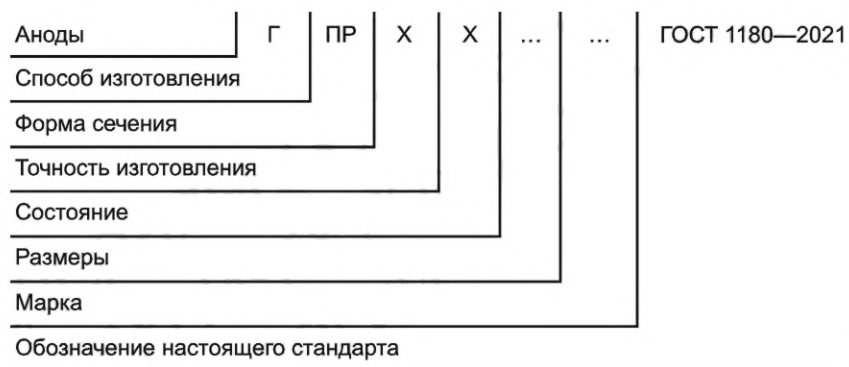 Аноды Г ПР Х Х ... ... ГОСТ 1180—2021
Способ изготовления
Форма сечения
Точность изготовления
Состояние
Размеры
Марка
Обозначение настоящего стандарта